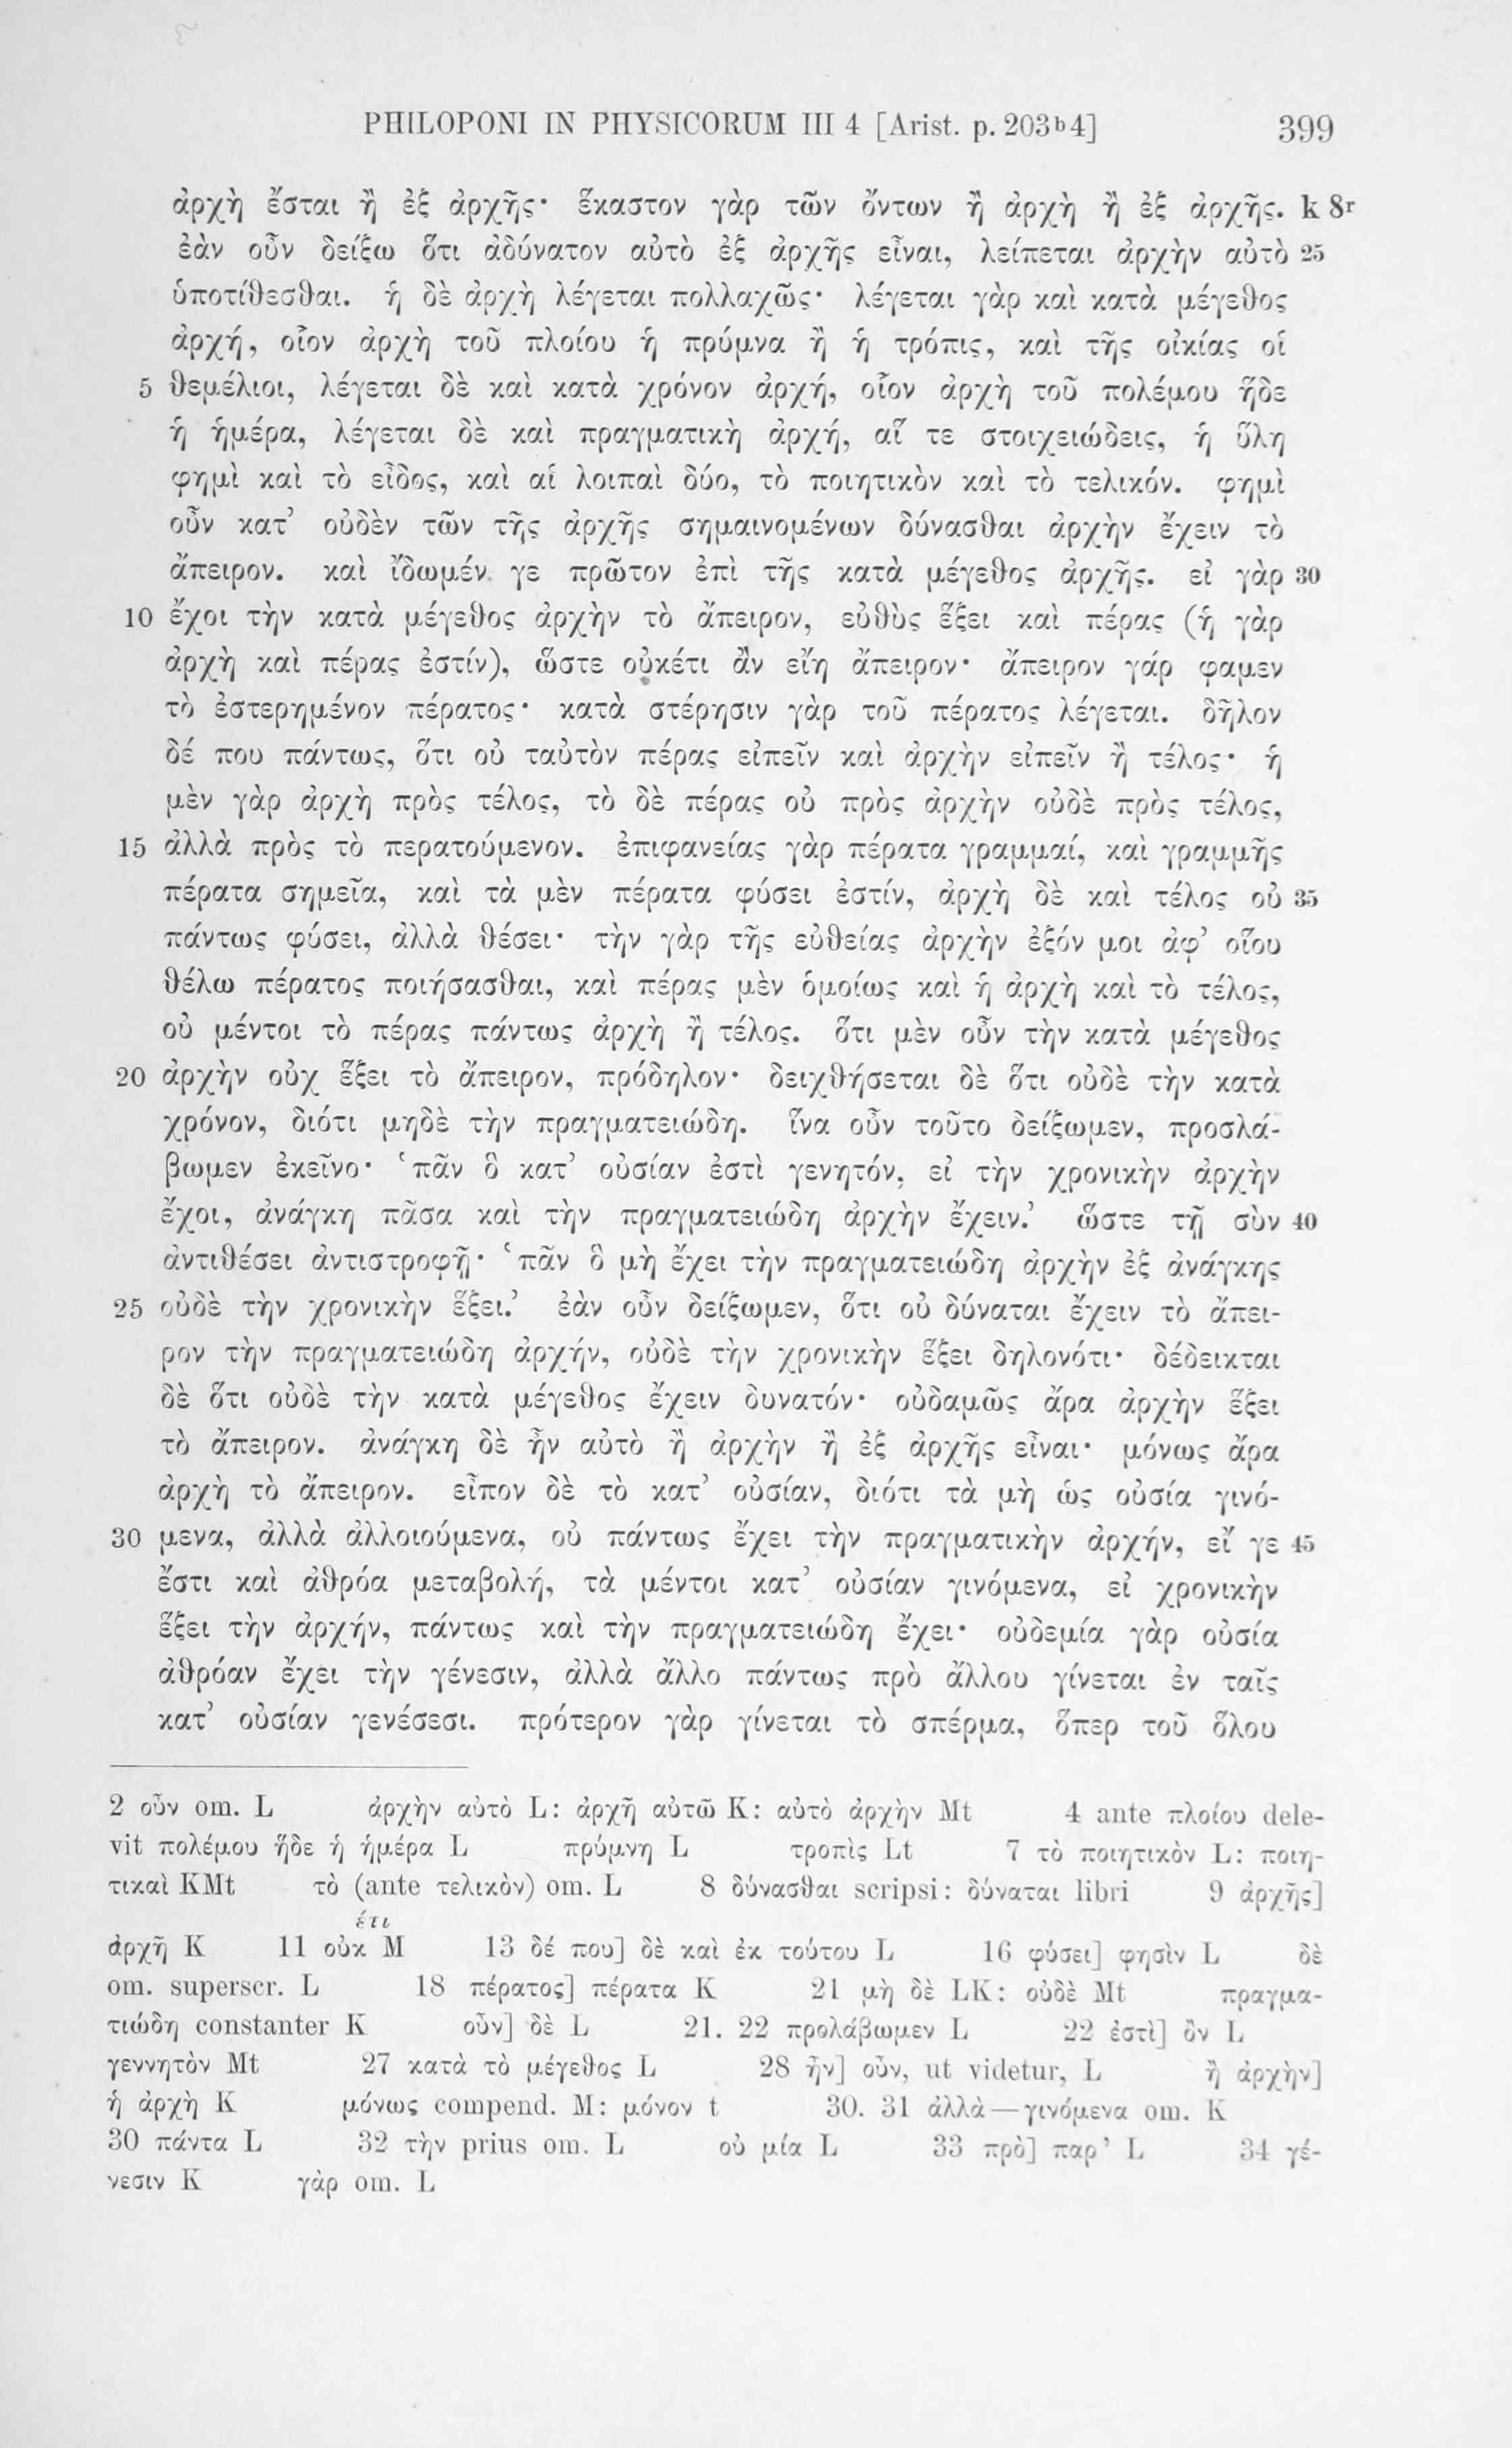 PHILOPONI IN PHYSICORUM III 4 [Arist. p. 203ᵇ4] 399
ἀρχὴ ἔσται ἢ ἐξ ἀρχῆς· ἕκαστον γὰρ τῶν ὄντων ἢ ἀρχὴ ἢ ἐξ ἀρχῆς. k 8ʳ
ἐὰν οὖν δείξω ὅτι ἀδύνατον αὐτὸ ἐξ ἀρχῆς εἶναι, λείπεται ἀρχὴν αὐτὸ 25
ὑποτίθεσθαι. ἡ δὲ ἀρχὴ λέγεται πολλαχῶς· λέγεται γὰρ καὶ κατὰ μέγεθος
ἀρχή, οἷον ἀρχὴ τοῦ πλοίου ἡ πρύμνα ἢ ἡ τρόπις, καὶ τῆς οἰκίας οἱ
5 θεμέλιοι, λέγεται δὲ καὶ κατὰ χρόνον ἀρχή, οἷον ἀρχὴ τοῦ πολέμου ἥδε
ἡ ἡμέρα, λέγεται δὲ καὶ πραγματικὴ ἀρχή, αἵ τε στοιχειώδεις, ἡ ὕλη
φημὶ καὶ τὸ εἶδος, καὶ αἱ λοιπαὶ δύο, τὸ ποιητικὸν καὶ τὸ τελικόν. φημὶ
οὖν κατ’ οὐδὲν τῶν τῆς ἀρχῆς σημαινομένων δύνασθαι ἀρχὴν ἔχειν τὸ
ἄπειρον. καὶ ἴδωμέν γε πρῶτον ἐπὶ τῆς κατὰ μέγεθος ἀρχῆς. εἰ γὰρ 30
10 ἔχοι τὴν κατὰ μέγεθος ἀρχὴν τὸ ἄπειρον, εὐθὺς ἕξει καὶ πέρας (ἡ γὰρ
ἀρχὴ καὶ πέρας ἐστίν), ὥστε οὐκέτι ἂν εἴη ἄπειρον· ἄπειρον γάρ φαμεν
τὸ ἐστερημένον πέρατος· κατὰ στέρησιν γὰρ τοῦ πέρατος λέγεται. δῆλον
δέ που πάντως, ὅτι οὐ ταὐτὸν πέρας εἰπεῖν καὶ ἀρχὴν εἰπεῖν ἢ τέλος· ἡ
μὲν γὰρ ἀρχὴ πρὸς τέλος, τὸ δὲ πέρας οὐ πρὸς ἀρχὴν οὐδὲ πρὸς τέλος,
15 ἀλλὰ πρὸς τὸ περατούμενον. ἐπιφανείας γὰρ πέρατα γραμμαί, καὶ γραμμῆς
πέρατα σημεῖα, καὶ τὰ μὲν πέρατα φύσει ἐστίν, ἀρχὴ δὲ καὶ τέλος οὐ 35
πάντως φύσει, ἀλλὰ θέσει· τὴν γὰρ τῆς εὐθείας ἀρχὴν ἐξόν μοι ἀφ’ οἵου
θέλω πέρατος ποιήσασθαι, καὶ πέρας μὲν ὁμοίως καὶ ἡ ἀρχὴ καὶ τὸ τέλος,
οὐ μέντοι τὸ πέρας πάντως ἀρχὴ ἢ τέλος. ὅτι μὲν οὖν τὴν κατὰ μέγεθος
20 ἀρχὴν οὐχ ἕξει τὸ ἄπειρον, πρόδηλον· δειχθήσεται δὲ ὅτι οὐδὲ τὴν κατὰ
χρόνον, διότι μηδὲ τὴν πραγματειώδη. ἵνα οὖν τοῦτο δείξωμεν, προσλά-
βωμεν ἐκεῖνο· ‘πᾶν ὃ κατ’ οὐσίαν ἐστὶ γενητόν, εἰ τὴν χρονικὴν ἀρχὴν
ἔχοι, ἀνάγκη πᾶσα καὶ τὴν πραγματειώδη ἀρχὴν ἔχειν.’ ὥστε τῇ σὺν 40
ἀντιθέσει ἀντιστροφῇ· ‘πᾶν ὃ μὴ ἔχει τὴν πραγματειώδη ἀρχὴν ἐξ ἀνάγκης
25 οὐδὲ τὴν χρονικὴν ἕξει.’ ἐὰν οὖν δείξωμεν, ὅτι οὐ δύναται ἔχειν τὸ ἄπει-
ρον τὴν πραγματειώδη ἀρχήν, οὐδὲ τὴν χρονικὴν ἕξει δηλονότι· δέδεικται
δὲ ὅτι οὐδὲ τὴν κατὰ μέγεθος ἔχειν δυνατόν· οὐδαμῶς ἄρα ἀρχὴν ἕξει
τὸ ἄπειρον. ἀνάγκη δὲ ἦν αὐτὸ ἢ ἀρχὴν ἢ ἐξ ἀρχῆς εἶναι· μόνως ἄρα
ἀρχὴ τὸ ἄπειρον. εἶπον δὲ τὸ κατ’ οὐσίαν, διότι τὰ μὴ ὡς οὐσία γινό-
30 μενα, ἀλλὰ ἀλλοιούμενα, οὐ πάντως ἔχει τὴν πραγματικὴν ἀρχήν, εἴ γε 45
ἔστι καὶ ἀθρόα μεταβολή, τὰ μέντοι κατ’ οὐσίαν γινόμενα, εἰ χρονικὴν
ἕξει τὴν ἀρχήν, πάντως καὶ τὴν πραγματειώδη ἔχει· οὐδεμία γὰρ οὐσία
ἀθρόαν ἔχει τὴν γένεσιν, ἀλλὰ ἄλλο πάντως πρὸ ἄλλου γίνεται ἐν ταῖς
κατ’ οὐσίαν γενέσεσι. πρότερον γὰρ γίνεται τὸ σπέρμα, ὅπερ τοῦ ὅλου
2 οὖν om. L ἀρχὴν αὐτὸ L: ἀρχῆ αὐτῶ K: αὐτὸ ἀρχὴν Mt 4 ante πλοίου dele-
vit πολέμου ἥδε ἡ ἡμέρα L πρύμνη L τροπὶς Lt 7 τὸ ποιητικὸν L: ποιη-
τικαὶ KMt τὸ (ante τελικὸν) om. L 8 δύνασθαι scripsi: δύναται libri 9 ἀρχῆς]
έτι
ἀρχῆ K 11 οὐκ M 13 δέ που] δὲ καὶ ἐκ τούτου L 16 φύσει] φησὶν L δὲ
om. superscr. L 18 πέρατος] πέρατα K 21 μὴ δὲ LK: οὐδὲ Mt πραγμα-
τιώδη constanter K οὖν] δὲ L 21. 22 προλάβωμεν L 22 ἐστὶ] ὂν L
γεννητὸν Mt 27 κατὰ τὸ μέγεθος L 28 ἦν] οὖν, ut videtur, L ἢ ἀρχὴν]
ἡ ἀρχὴ K μόνως compend. M: μόνον t 30. 31 ἀλλὰ—γινόμενα om. K
30 πάντα L 32 τὴν prius om. L οὐ μία L 33 πρὸ] παρ’ L 34 γέ-
νεσιν K γὰρ om. L